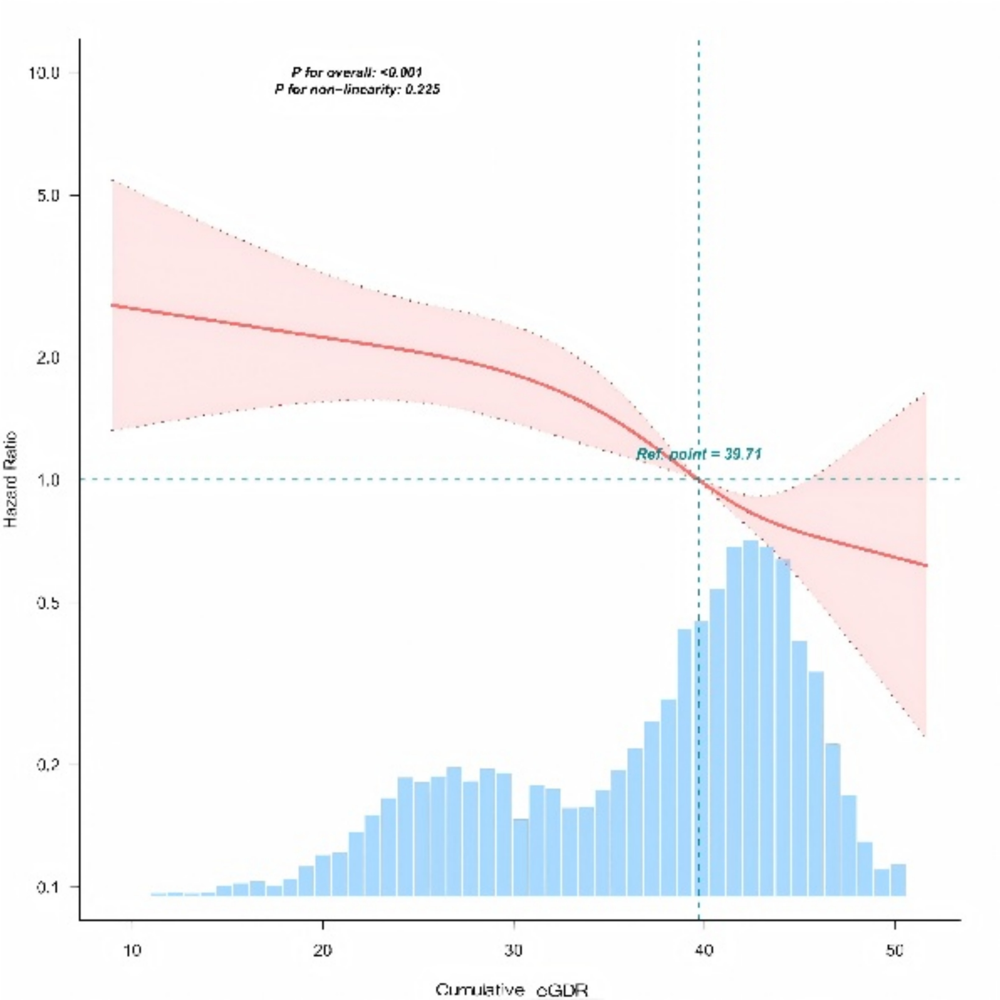 P for overall: <0.001
P for non-linearity: 0.225
10.0
5.0
2.0
1.0
0.5
0.2
0.1
Hazard Ratio
Ref. point = 39.71
10
20
30
40
50
Cumulative eGDR